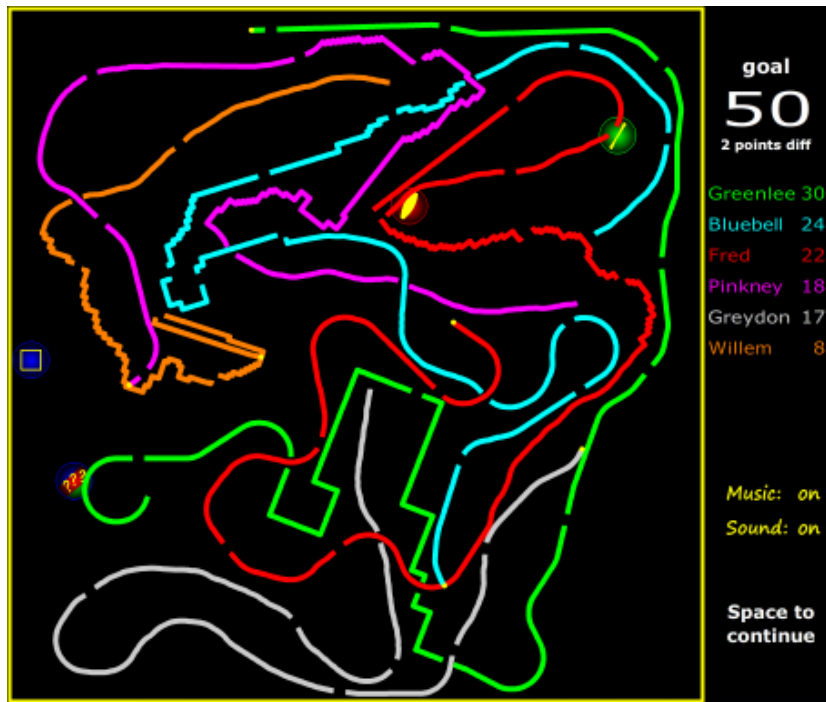 goal
50
2 points diff
Greenlee 30
Bluebell 24
Fred 22
Pinkney 18
Greydon 17
Willem 8
???
Music: on
Sound: on
Space to
continue